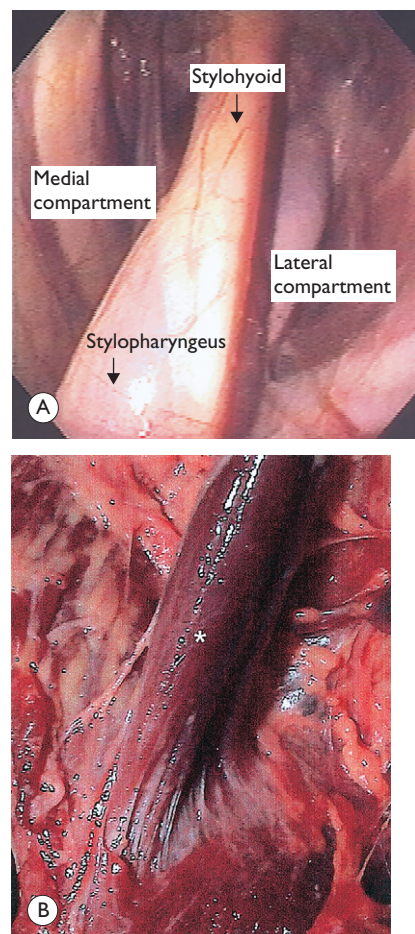 Stylohyoid
Medial
compartment
Lateral
compartment
Stylopharyngeus
A
*
B